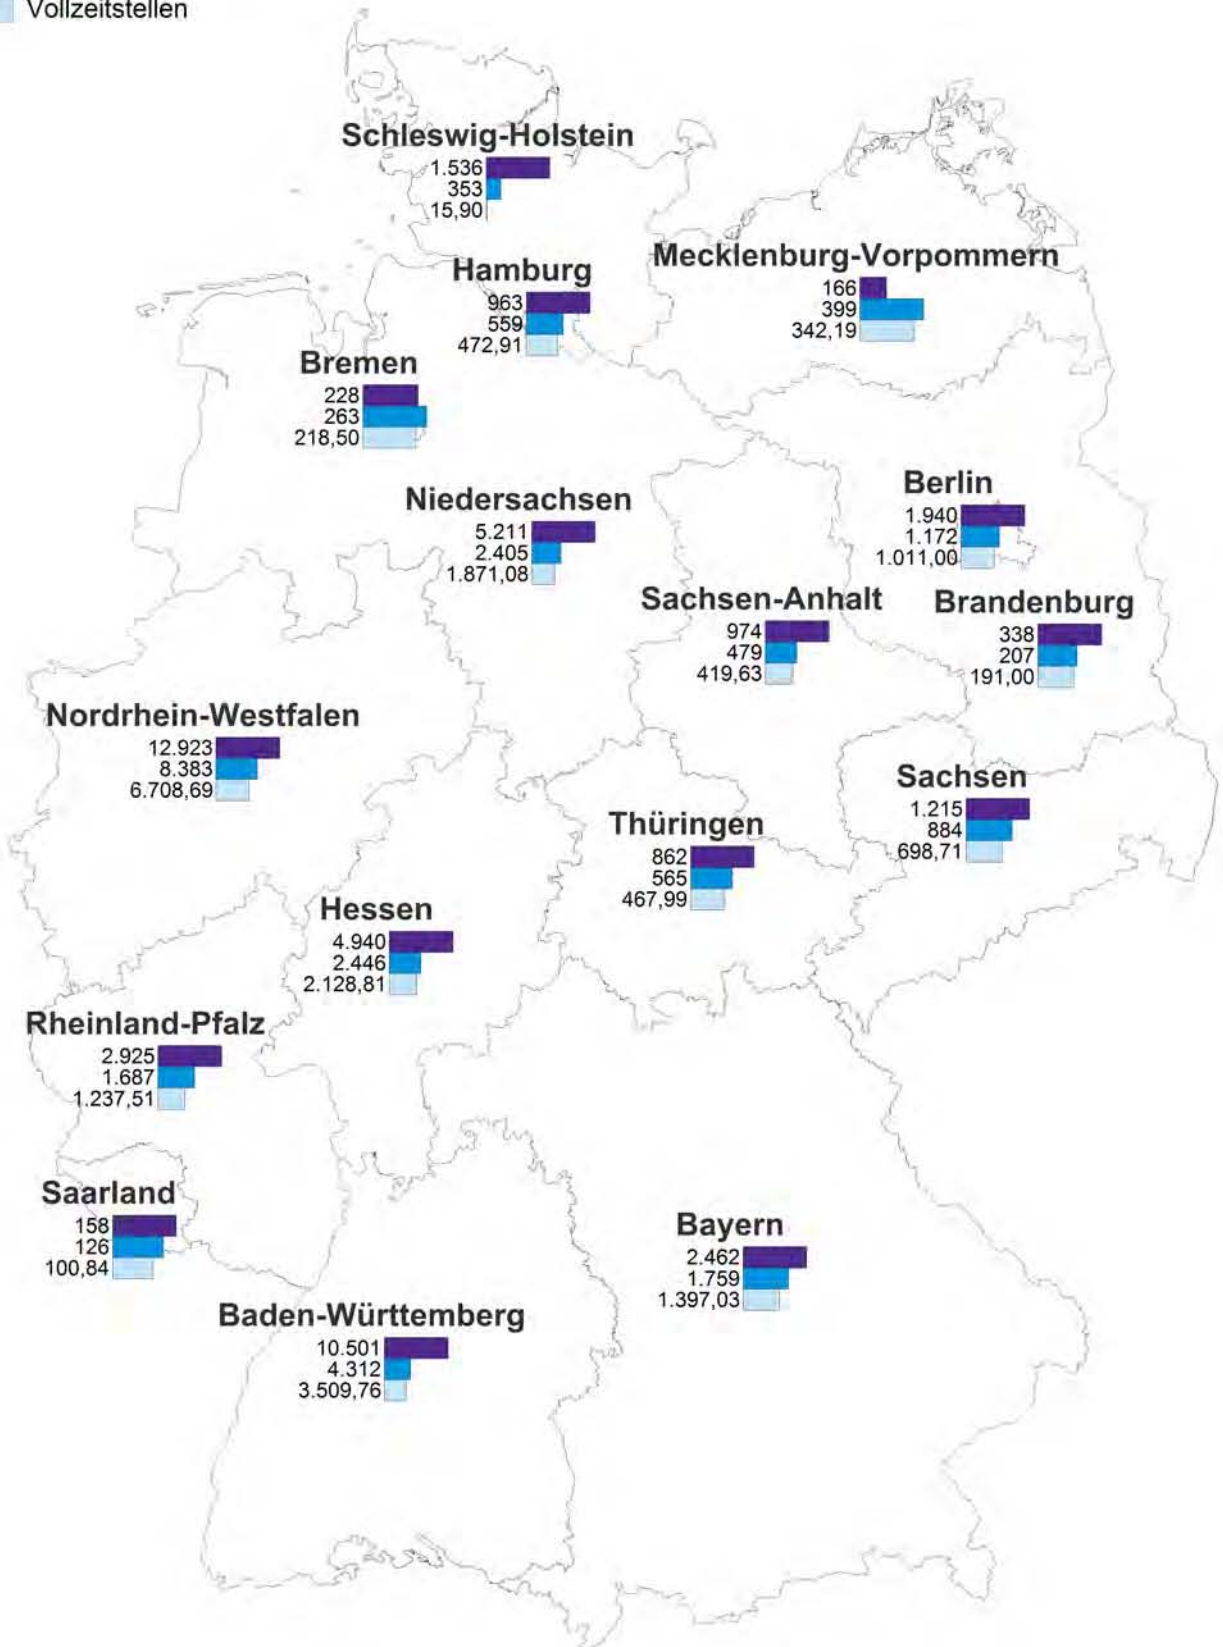 Vollzeitstellen
Schleswig-Holstein
1.536
353
15,90
Mecklenburg-Vorpommern
166
399
342,19
Hamburg
963
559
472,91
Bremen
228
263
218,50
Niedersachsen
5.211
2.405
1.871,08
Berlin
1.940
1.172
1.011,00
Sachsen-Anhalt
974
479
419,63
Brandenburg
338
207
191,00
Nordrhein-Westfalen
12.923
8.383
6.708,69
Sachsen
1.215
884
698,71
Thüringen
862
565
467,99
Hessen
4.940
2.446
2.128,81
Rheinland-Pfalz
2.925
1.687
1.237,51
Saarland
158
126
100,84
Bayern
2.462
1.759
1.397,03
Baden-Württemberg
10.501
4.312
3.509,76